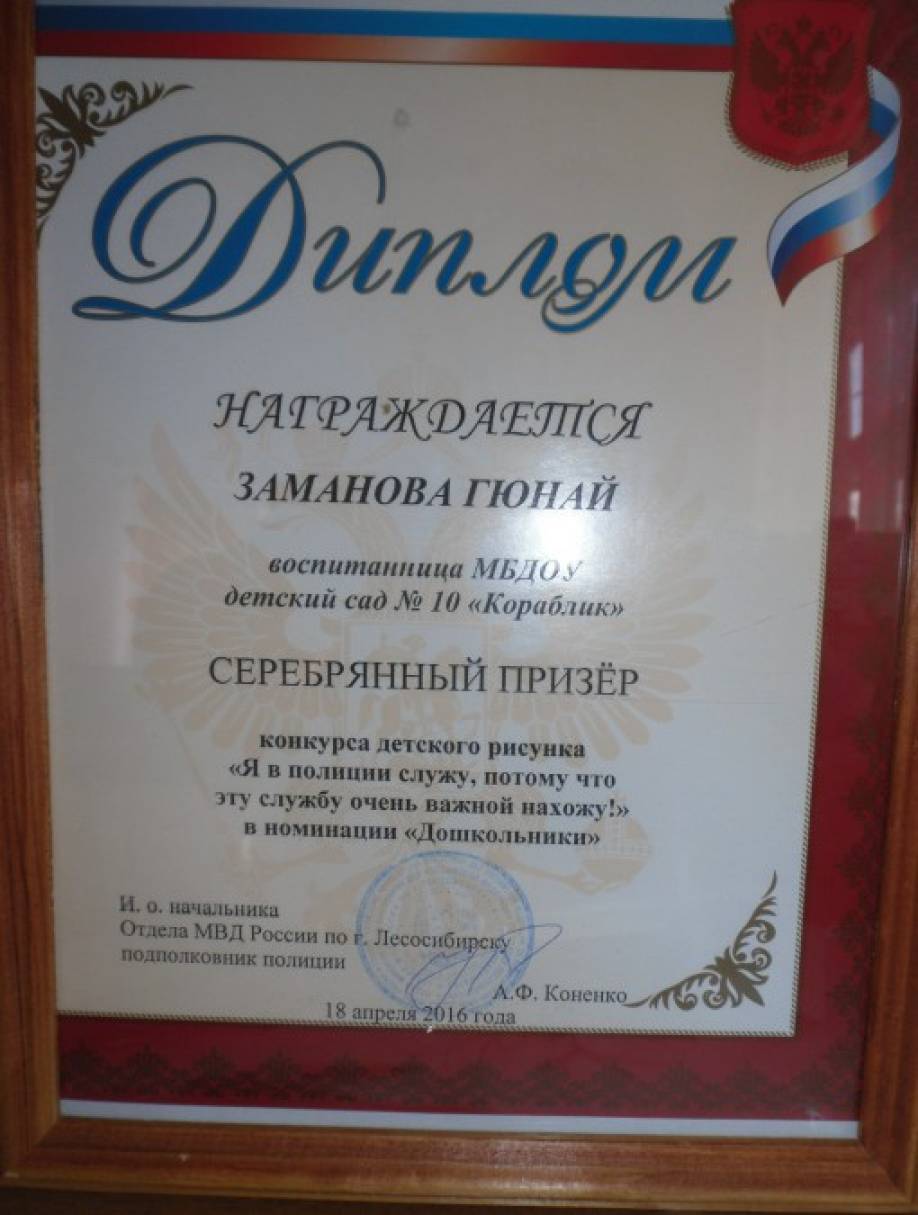 Диплом
НАГРАЖДАЕТСЯ
ЗАМАНОВА ГЮНАЙ
воспитанница МБДОУ
детский сад № 10 «Кораблик»
СЕРЕБРЯННЫЙ ПРИЗЁР
конкурса детского рисунка
«Я в полиции служу, потому что
эту службу очень важной нахожу!»
в номинации «Дошкольники»
И. о. начальника
Отдела МВД России по г. Лесосибирску
подполковник полиции
А.Ф. Коненко
18 апреля 2016 года